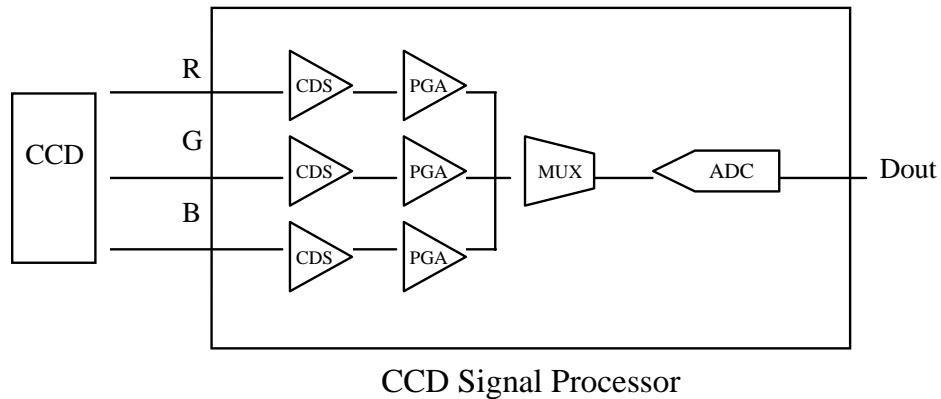 R
CDS
PGA
CCD
G
CDS
PGA
MUX
ADC
Dout
B
CDS
PGA
CCD Signal Processor